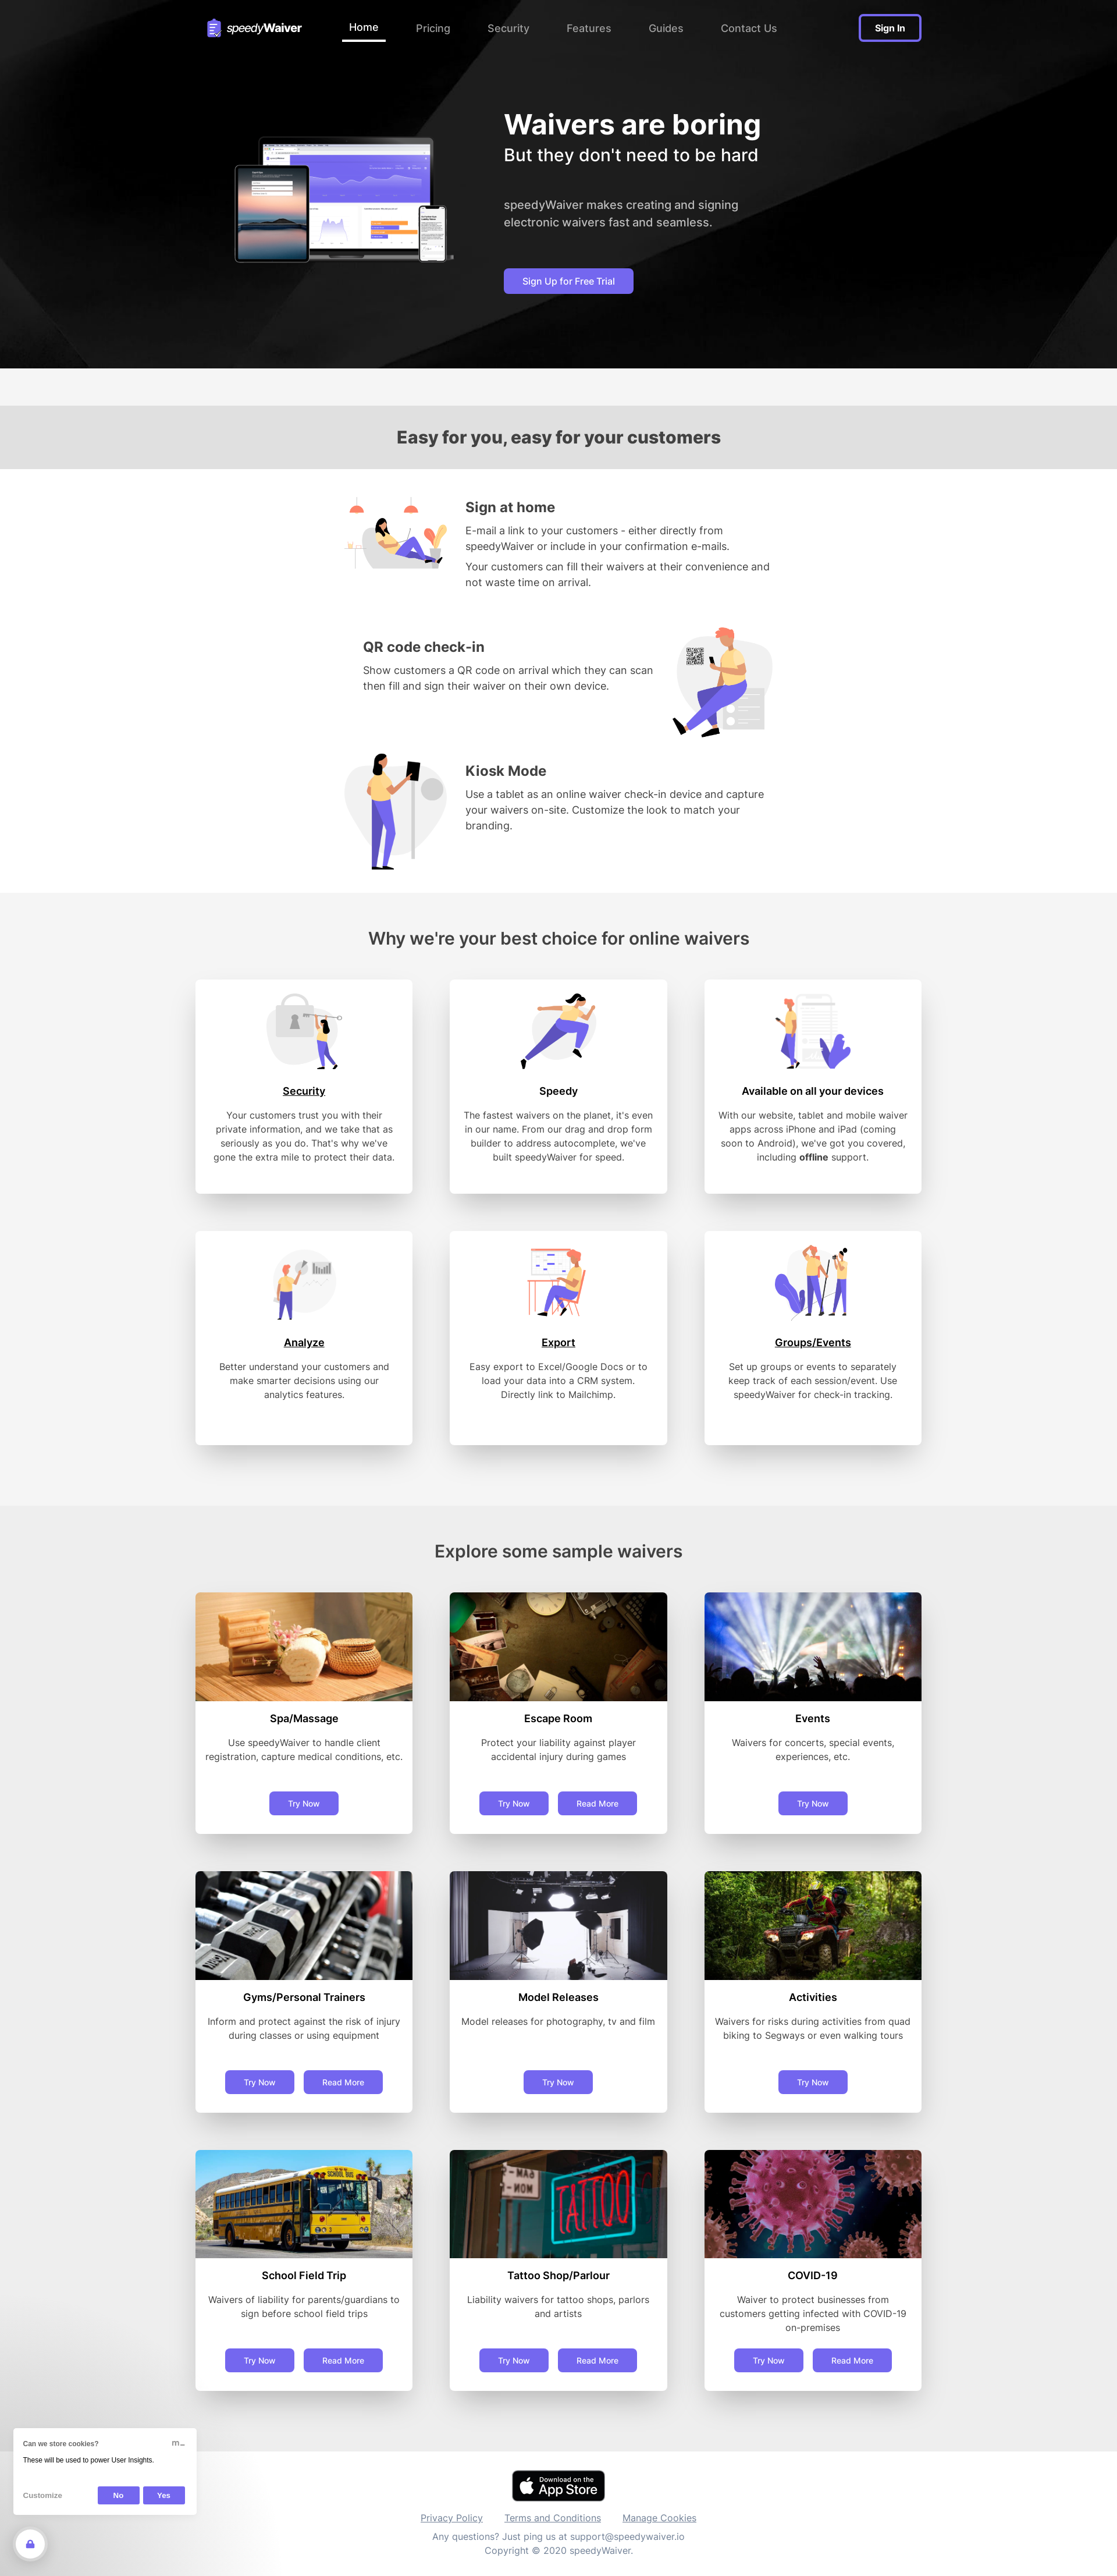 speedyWaiver
Home
Pricing
Security
Features
Guides
Contact Us
Sign In
Waivers are boring
But they don't need to be hard
speedyWaiver makes creating and signing
electronic waivers fast and seamless.
Sign Up for Free Trial
Easy for you, easy for your customers
Sign at home
E-mail a link to your customers - either directly from
speedyWaiver or include in your confirmation e-mails.
Your customers can fill their waivers at their convenience and
not waste time on arrival.
QR code check-in
Show customers a QR code on arrival which they can scan
then fill and sign their waiver on their own device.
Kiosk Mode
Use a tablet as an online waiver check-in device and capture
your waivers on-site. Customize the look to match your
branding.
Why we're your best choice for online waivers
Security
Your customers trust you with their
private information, and we take that as
seriously as you do. That's why we've
gone the extra mile to protect their data.
Speedy
The fastest waivers on the planet, it's even
in our name. From our drag and drop form
builder to address autocomplete, we've
built speedyWaiver for speed.
Available on all your devices
With our website, tablet and mobile waiver
apps across iPhone and iPad (coming
soon to Android), we've got you covered,
including offline support.
Analyze
Better understand your customers and
make smarter decisions using our
analytics features.
Export
Easy export to Excel/Google Docs or to
load your data into a CRM system.
Directly link to Mailchimp.
Groups/Events
Set up groups or events to separately
keep track of each session/event. Use
speedyWaiver for check-in tracking.
Explore some sample waivers
Spa/Massage
Use speedyWaiver to handle client
registration, capture medical conditions, etc.
Try Now
Escape Room
Protect your liability against player
accidental injury during games
Try Now
Read More
Events
Waivers for concerts, special events,
experiences, etc.
Try Now
Gyms/Personal Trainers
Inform and protect against the risk of injury
during classes or using equipment
Try Now
Read More
Model Releases
Model releases for photography, tv and film
Try Now
Activities
Waivers for risks during activities from quad
biking to Segways or even walking tours
Try Now
SCHOOL BUS
School Field Trip
Waivers of liability for parents/guardians to
sign before school field trips
Try Now
Read More
TATTOO
Tattoo Shop/Parlour
Liability waivers for tattoo shops, parlors
and artists
Try Now
Read More
COVID-19
Waiver to protect businesses from
customers getting infected with COVID-19
on-premises
Try Now
Read More
Can we store cookies?
These will be used to power User Insights.
Customize
No
Yes
Download on the
App Store
Privacy Policy
Terms and Conditions
Manage Cookies
Any questions? Just ping us at support@speedywaiver.io
Copyright © 2020 speedyWaiver.